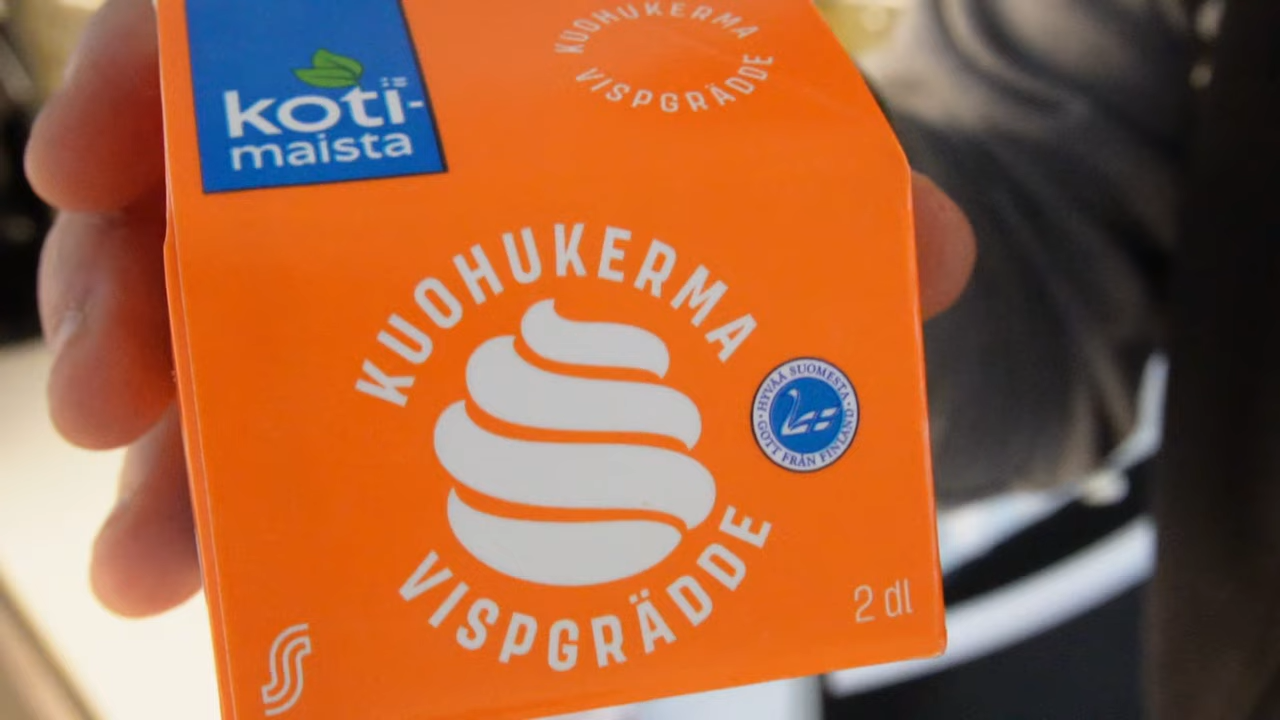 koti-
maista
KUOHUKERMA
VISPGRÄDDE
KUOHUKERMA
VISPGRÄDDE
HYVÄÄ SUOMESTA
GOTT FRÅN FINLAND
2 dl